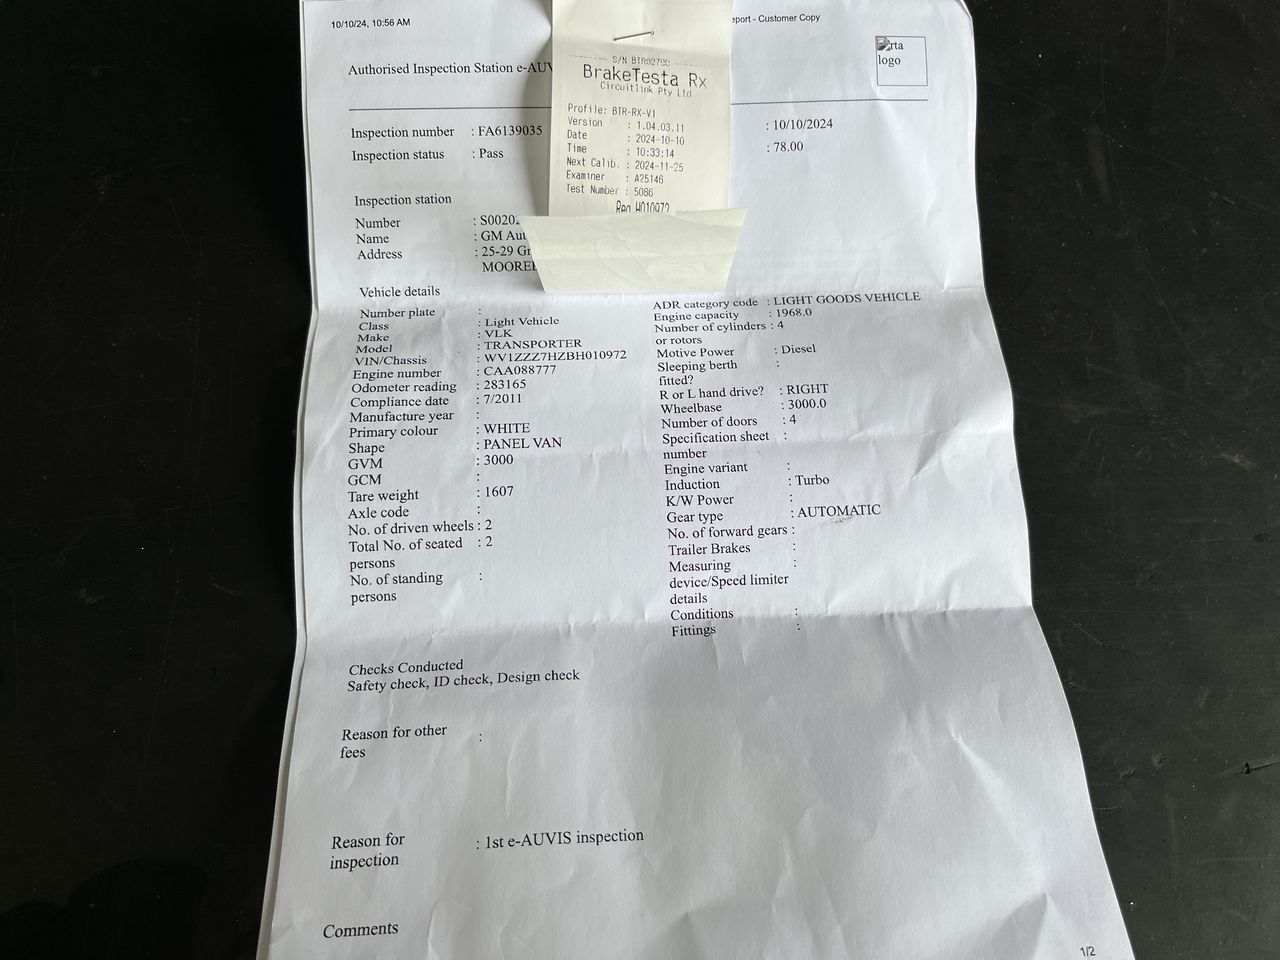 10/10/24, 10:56 AM
eport - Customer Copy
rta
logo
Authorised Inspection Station e-AUV
Inspection number : FA6139035
: 10/10/2024
Inspection status : Pass
: 78.00
S/N BTR02790
BrakeTesta Rx
Circuitlink Pty Ltd
Profile: BTR-RX-V1
Version : 1.04.03.11
Date : 2024-10-10
Time : 10:33:14
Next Calib. : 2024-11-25
Examiner : A25146
Test Number : 5086
Reg H010972
Inspection station
Number : S0020
Name : GM Aut
Address : 25-29 Gr
MOOREB
Vehicle details
Number plate :
Class : Light Vehicle
Make : VLK
Model : TRANSPORTER
VIN/Chassis : WV1ZZZ7HZBH010972
Engine number : CAA088777
Odometer reading : 283165
Compliance date : 7/2011
Manufacture year :
Primary colour : WHITE
Shape : PANEL VAN
GVM : 3000
GCM :
Tare weight : 1607
Axle code :
No. of driven wheels : 2
Total No. of seated : 2
persons
No. of standing :
persons
ADR category code : LIGHT GOODS VEHICLE
Engine capacity : 1968.0
Number of cylinders : 4
or rotors
Motive Power : Diesel
Sleeping berth :
fitted?
R or L hand drive? : RIGHT
Wheelbase : 3000.0
Number of doors : 4
Specification sheet :
number
Engine variant :
Induction : Turbo
K/W Power :
Gear type : AUTOMATIC
No. of forward gears :
Trailer Brakes :
Measuring :
device/Speed limiter
details
Conditions :
Fittings :
Checks Conducted
Safety check, ID check, Design check
Reason for other :
fees
Reason for : 1st e-AUVIS inspection
inspection
Comments
1/2